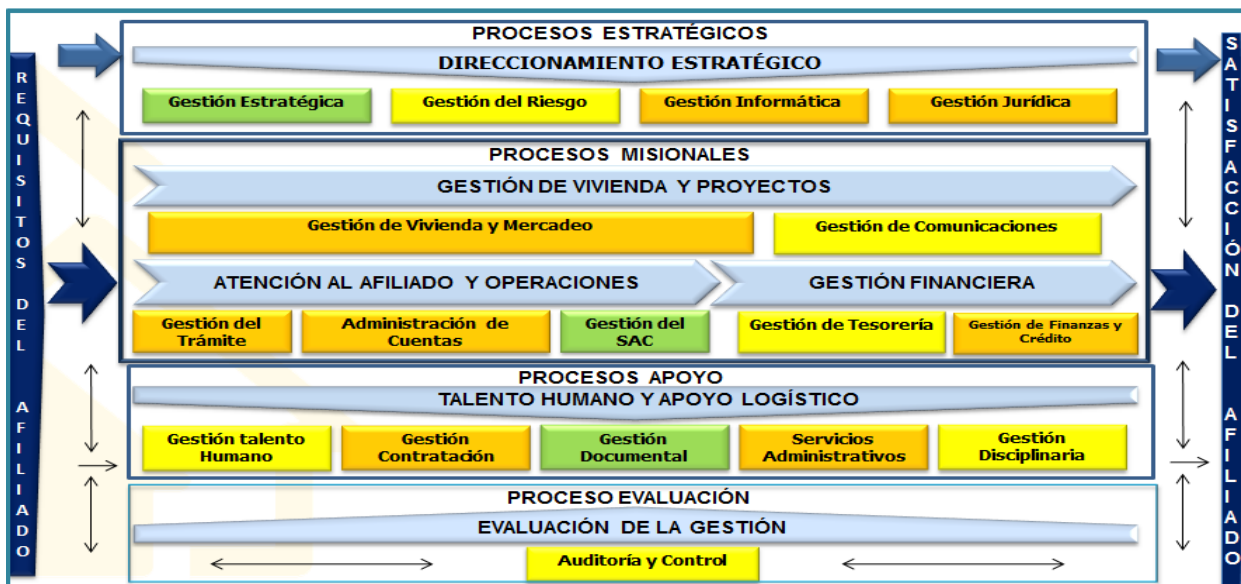 REQUISITOS DEL AFILIADO
PROCESOS ESTRATÉGICOS
DIRECCIONAMIENTO ESTRATÉGICO
Gestión Estratégica
Gestión del Riesgo
Gestión Informática
Gestión Jurídica
PROCESOS MISIONALES
GESTIÓN DE VIVIENDA Y PROYECTOS
Gestión de Vivienda y Mercadeo
Gestión de Comunicaciones
ATENCIÓN AL AFILIADO Y OPERACIONES
GESTIÓN FINANCIERA
Gestión del
Trámite
Administración de
Cuentas
Gestión del
SAC
Gestión de Tesorería
Gestión de Finanzas y
Crédito
PROCESOS APOYO
TALENTO HUMANO Y APOYO LOGÍSTICO
Gestión talento
Humano
Gestión
Contratación
Gestión
Documental
Servicios
Administrativos
Gestión
Disciplinaria
PROCESO EVALUACIÓN
EVALUACIÓN DE LA GESTIÓN
Auditoría y Control
SATISFACCIÓN DEL AFILIADO